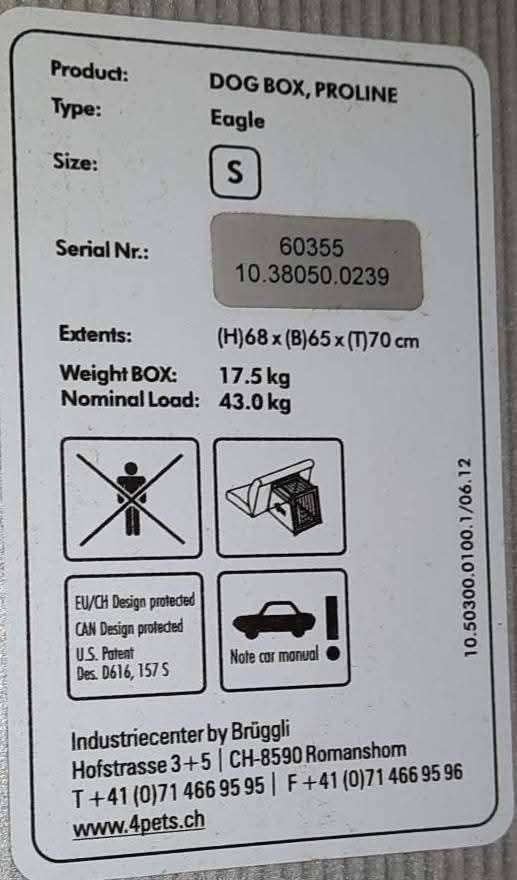 Product: DOG BOX, PROLINE
Type: Eagle
Size: S
Serial Nr.: 60355
10.38050.0239
Extents: (H)68 x (B)65 x (T)70 cm
Weight BOX: 17.5 kg
Nominal Load: 43.0 kg
EU/CH Design protected
CAN Design protected
U.S. Patent
Des. D616, 157 S
Note car manual
10.50300.0100.1/06.12
Industriecenter by Brüggli
Hofstrasse 3+5 | CH-8590 Romanshorn
T +41 (0)71 466 95 95 | F +41 (0)71 466 95 96
www.4pets.ch